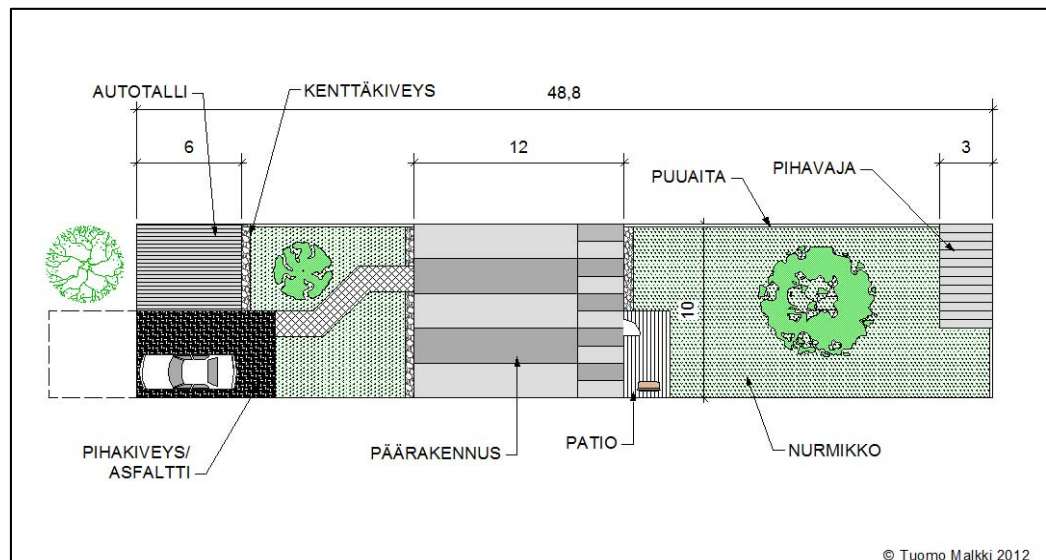 AUTOTALLI
KENTTÄKIVEYS
48,8
6
12
3
PUUAITA
PIHAVAJA
10
PIHAKIVEYS/
ASFALTTI
PÄÄRAKENNUS
PATIO
NURMIKKO
© Tuomo Malkki 2012